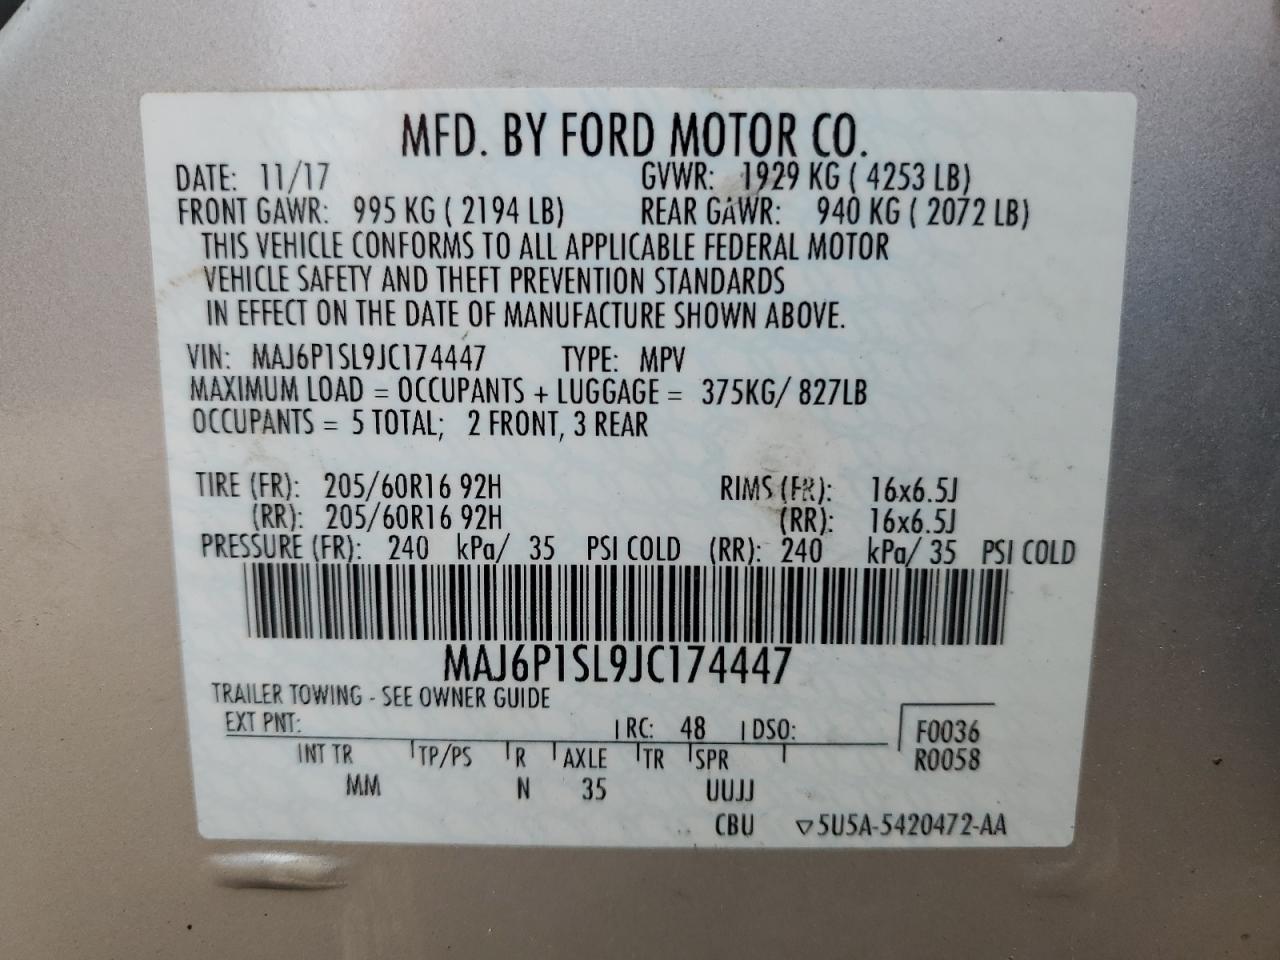 MFD. BY FORD MOTOR CO.
DATE: 11/17 GVWR: 1929 KG ( 4253 LB)
FRONT GAWR: 995 KG ( 2194 LB) REAR GAWR: 940 KG ( 2072 LB)
THIS VEHICLE CONFORMS TO ALL APPLICABLE FEDERAL MOTOR
VEHICLE SAFETY AND THEFT PREVENTION STANDARDS
IN EFFECT ON THE DATE OF MANUFACTURE SHOWN ABOVE.
VIN: MAJ6P1SL9JC174447 TYPE: MPV
MAXIMUM LOAD = OCCUPANTS + LUGGAGE = 375KG/ 827LB
OCCUPANTS = 5 TOTAL; 2 FRONT, 3 REAR
TIRE (FR): 205/60R16 92H RIMS (FR): 16x6.5J
(RR): 205/60R16 92H (RR): 16x6.5J
PRESSURE (FR): 240 kPa/ 35 PSI COLD (RR): 240 kPa/ 35 PSI COLD
MAJ6P1SL9JC174447
TRAILER TOWING - SEE OWNER GUIDE
EXT PNT: RC: 48 DSO: F0036
INT TR TP/PS R AXLE TR SPR R0058
MM N 35 UUJJ
CBU ▽5U5A-5420472-AA